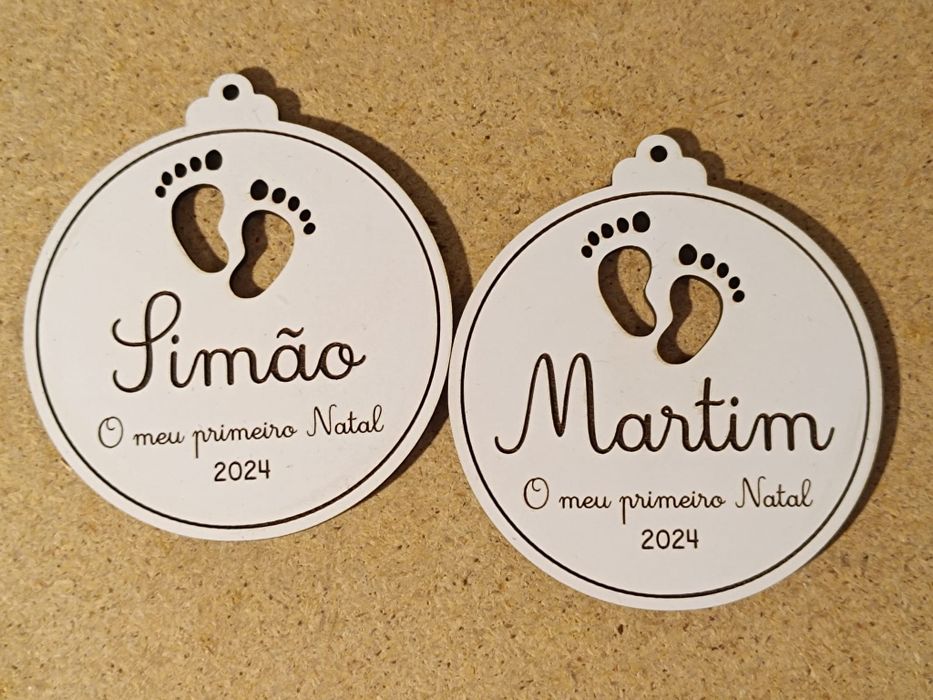 Simão
O meu primeiro Natal
2024
Martim
O meu primeiro Natal
2024